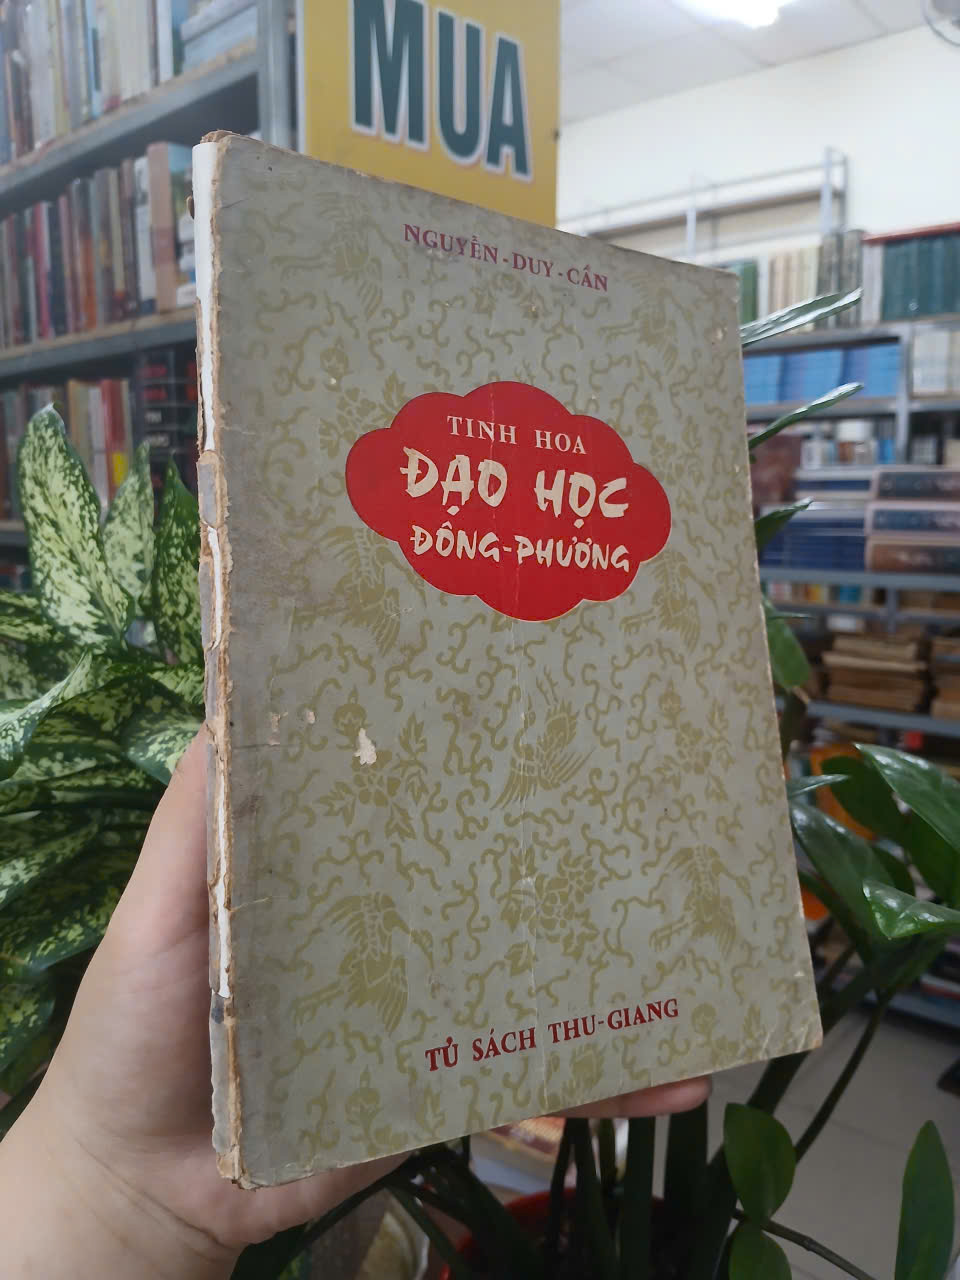 MUA
NGUYỄN-DUY-CẦN
TINH HOA
ĐẠO HỌC
ĐÔNG-PHƯƠNG
TỦ SÁCH THU-GIANG